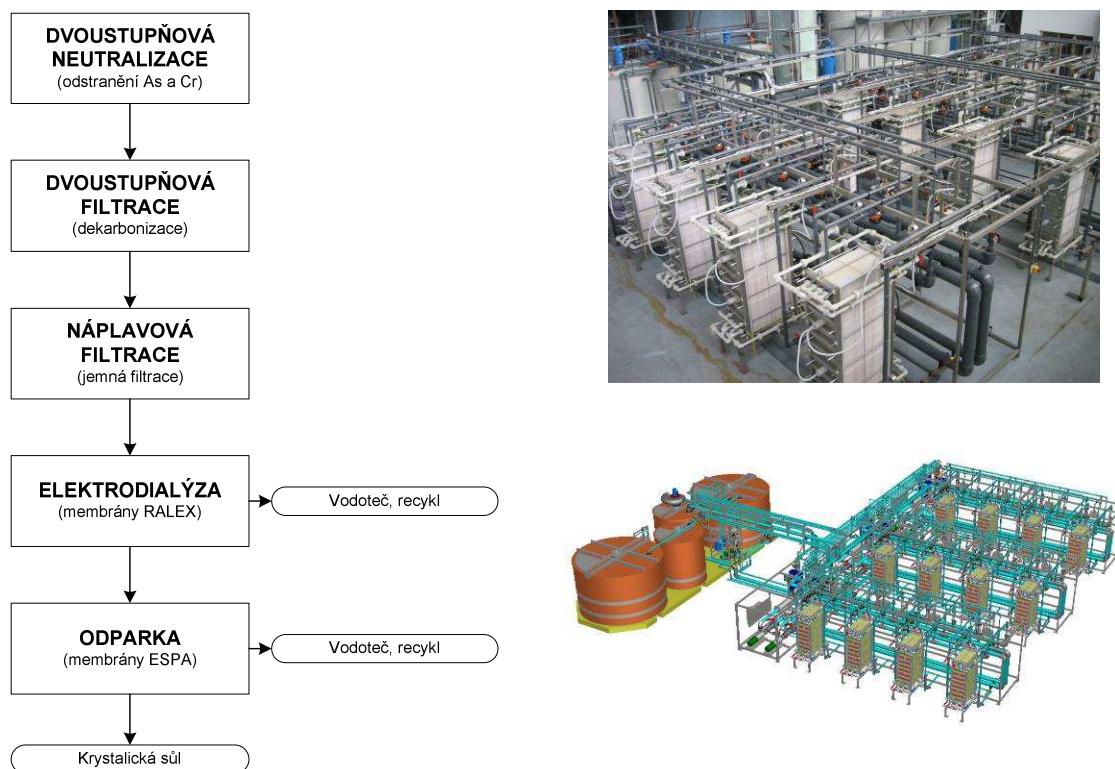 DVOUSTUPŇOVÁ
NEUTRALIZACE
(odstranění As a Cr)
DVOUSTUPŇOVÁ
FILTRACE
(dekarbonizace)
NÁPLAVOVÁ
FILTRACE
(jemná filtrace)
ELEKTRODIALÝZA
(membrány RALEX)
Vodoteč, recykl
ODPARKA
(membrány ESPA)
Vodoteč, recykl
Krystalická sůl